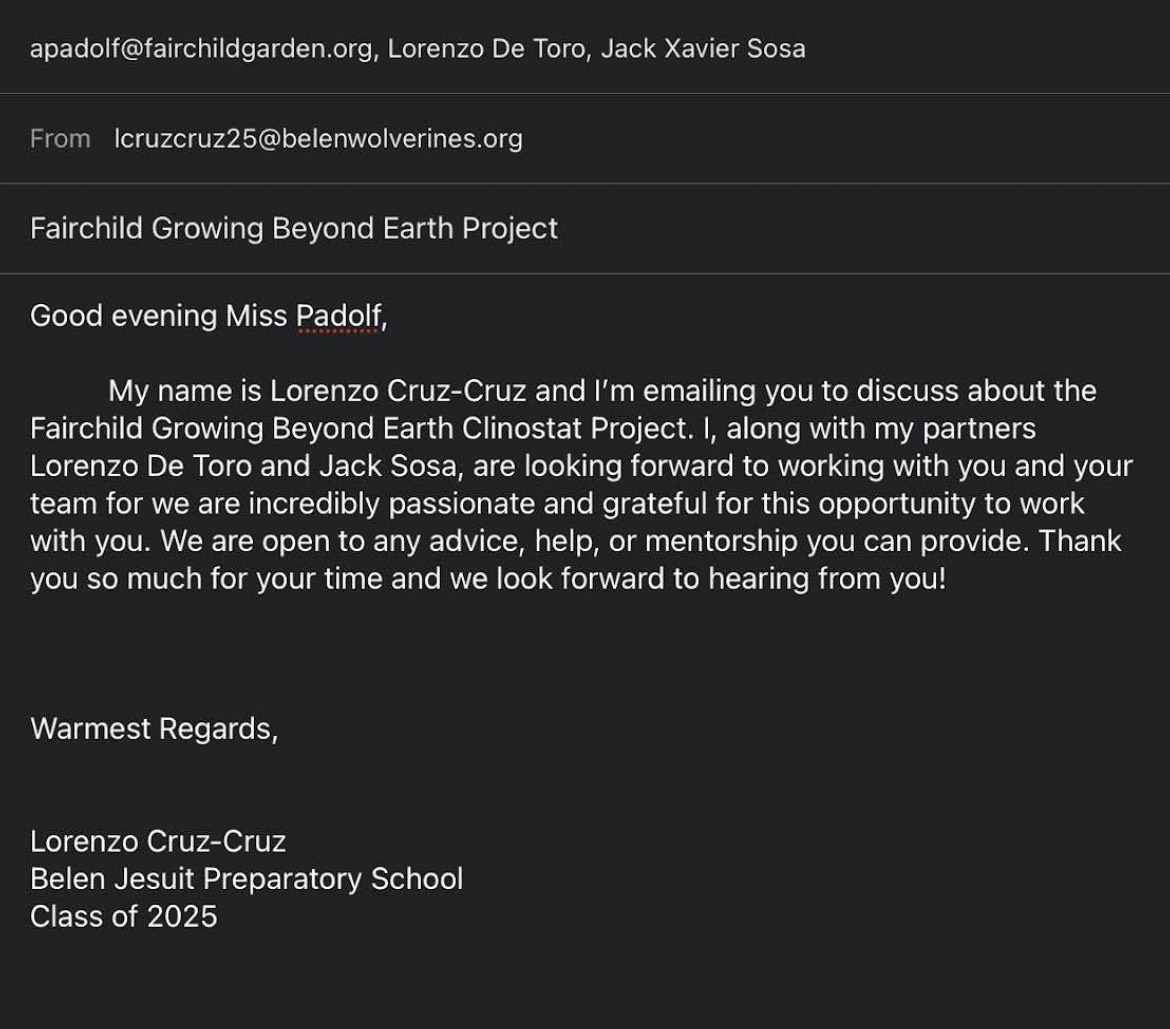 apadolf@fairchildgarden.org, Lorenzo De Toro, Jack Xavier Sosa
From lcruzcruz25@belenwolverines.org
Fairchild Growing Beyond Earth Project
Good evening Miss Padolf,
My name is Lorenzo Cruz-Cruz and I’m emailing you to discuss about the
Fairchild Growing Beyond Earth Clinostat Project. I, along with my partners
Lorenzo De Toro and Jack Sosa, are looking forward to working with you and your
team for we are incredibly passionate and grateful for this opportunity to work
with you. We are open to any advice, help, or mentorship you can provide. Thank
you so much for your time and we look forward to hearing from you!
Warmest Regards,
Lorenzo Cruz-Cruz
Belen Jesuit Preparatory School
Class of 2025